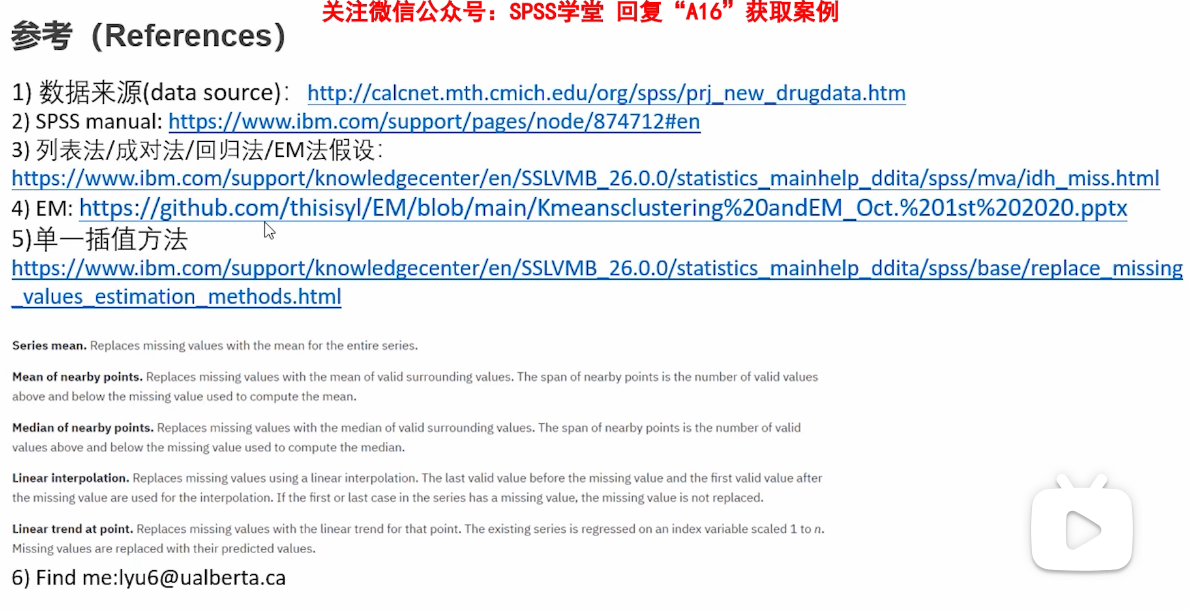 关注微信公众号：SPSS学堂 回复“A16”获取案例
参考（References）
1) 数据来源(data source)： http://calcnet.mth.cmich.edu/org/spss/prj_new_drugdata.htm
2) SPSS manual: https://www.ibm.com/support/pages/node/874712#en
3) 列表法/成对法/回归法/EM法假设：
https://www.ibm.com/support/knowledgecenter/en/SSLVMB_26.0.0/statistics_mainhelp_ddita/spss/mva/idh_miss.html
4) EM: https://github.com/thisisyl/EM/blob/main/Kmeansclustering%20andEM_Oct.%201st%202020.pptx
5)单一插值方法
https://www.ibm.com/support/knowledgecenter/en/SSLVMB_26.0.0/statistics_mainhelp_ddita/spss/base/replace_missing
_values_estimation_methods.html
Series mean. Replaces missing values with the mean for the entire series.
Mean of nearby points. Replaces missing values with the mean of valid surrounding values. The span of nearby points is the number of valid values
above and below the missing value used to compute the mean.
Median of nearby points. Replaces missing values with the median of valid surrounding values. The span of nearby points is the number of valid
values above and below the missing value used to compute the median.
Linear interpolation. Replaces missing values using a linear interpolation. The last valid value before the missing value and the first valid value after
the missing value are used for the interpolation. If the first or last case in the series has a missing value, the missing value is not replaced.
Linear trend at point. Replaces missing values with the linear trend for that point. The existing series is regressed on an index variable scaled 1 to n.
Missing values are replaced with their predicted values.
6) Find me:lyu6@ualberta.ca